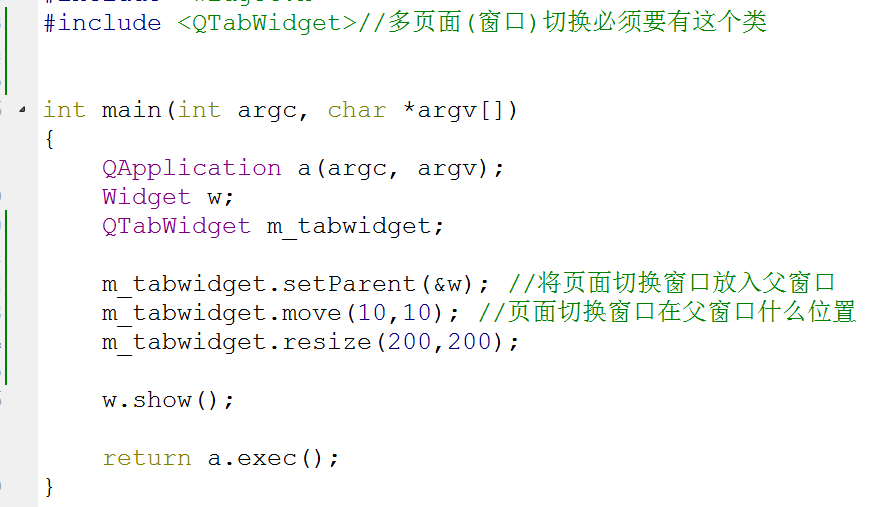 #include <QTabWidget>//多页面(窗口)切换必须要有这个类
int main(int argc, char *argv[])
{
QApplication a(argc, argv);
Widget w;
QTabWidget m_tabwidget;
m_tabwidget.setParent(&w); //将页面切换窗口放入父窗口
m_tabwidget.move(10,10); //页面切换窗口在父窗口什么位置
m_tabwidget.resize(200,200);
w.show();
return a.exec();
}